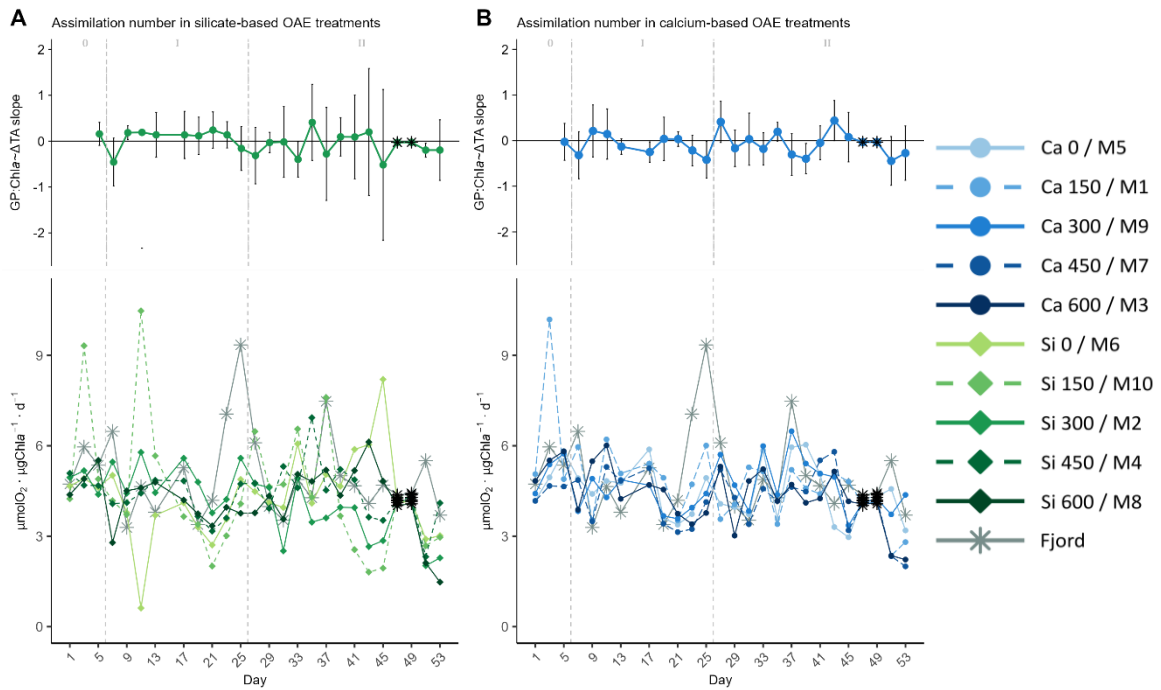 A
Assimilation number in silicate-based OAE treatments
0 I II
2
1
0
-1
-2
GP:Chla~ΔTA slope
9
6
3
0
µmolO₂ · µgChla⁻¹ · d⁻¹
1 5 9 13 17 21 25 29 33 37 41 45 49 53
Day
B
Assimilation number in calcium-based OAE treatments
0 I II
2
1
0
-1
-2
GP:Chla~ΔTA slope
9
6
3
0
µmolO₂ · µgChla⁻¹ · d⁻¹
1 5 9 13 17 21 25 29 33 37 41 45 49 53
Day
Ca 0 / M5
Ca 150 / M1
Ca 300 / M9
Ca 450 / M7
Ca 600 / M3
Si 0 / M6
Si 150 / M10
Si 300 / M2
Si 450 / M4
Si 600 / M8
Fjord